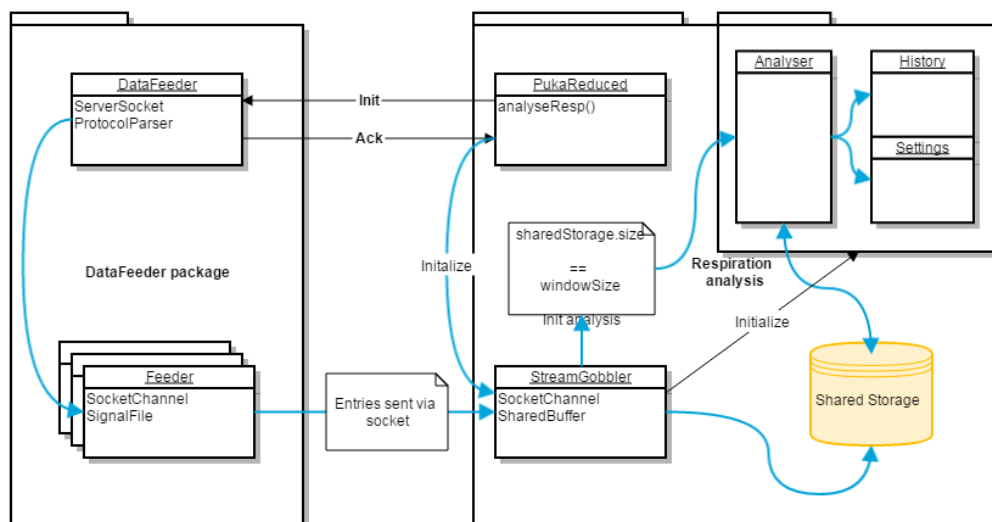 DataFeeder
ServerSocket
ProtocolParser
Init
Ack
PukaReduced
analyseResp()
Analyser
History
Settings
DataFeeder package
Initalize
sharedStorage.size
==
windowSize
Init analysis
Respiration
analysis
Initialize
Feeder
SocketChannel
SignalFile
Entries sent via
socket
StreamGobbler
SocketChannel
SharedBuffer
Shared Storage